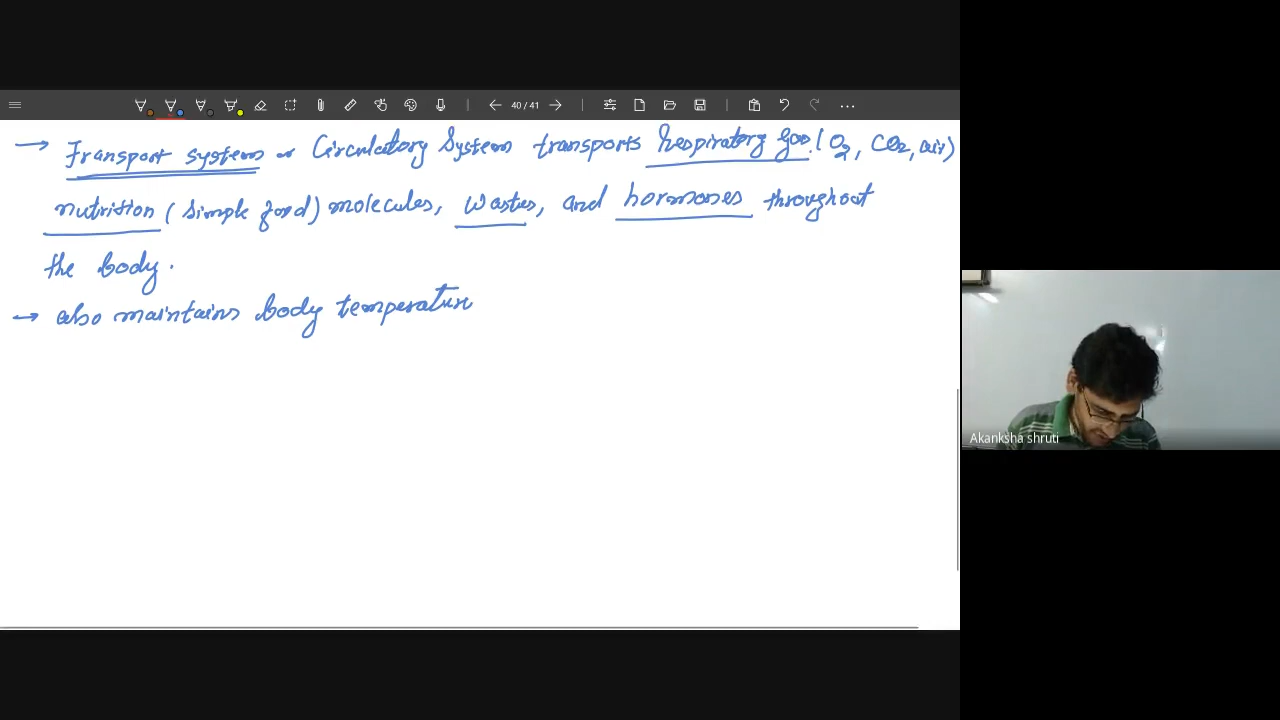 40 / 41
→ Transport system or Circulatory System transports Respiratory gas. (O2, CO2, air)
nutrition (Simple food) molecules, wastes, and hormones throughout
the body.
→ also maintains body temperature
Akanksha shruti